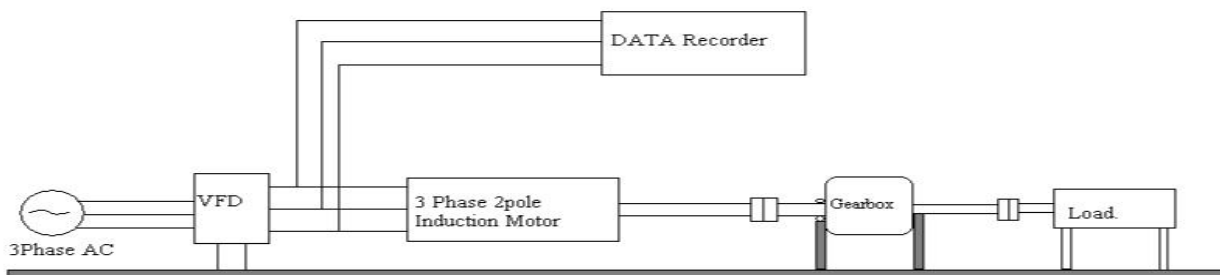 DATA Recorder
VFD
3 Phase 2pole
Induction Motor
Gearbox
Load.
3Phase AC